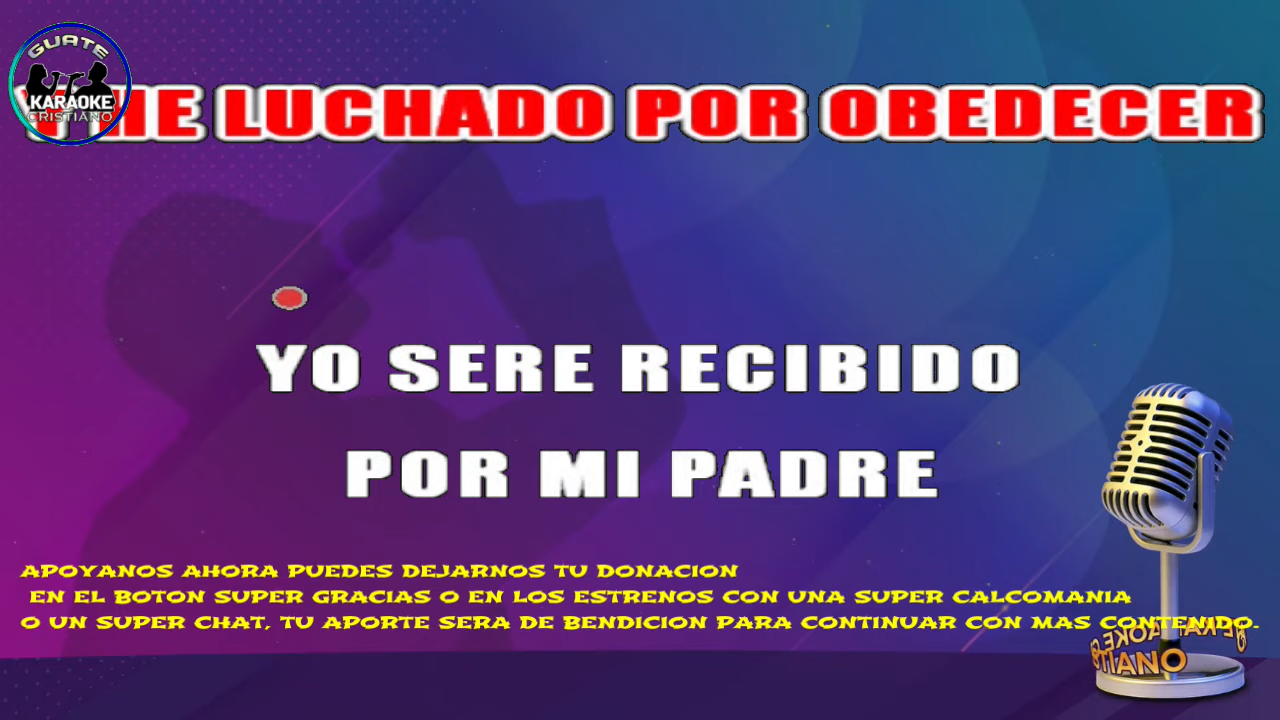 GUATE
KARAOKE
CRISTIANO
HE LUCHADO POR OBEDECER
YO SERE RECIBIDO
POR MI PADRE
APOYANOS AHORA PUEDES DEJARNOS TU DONACION
EN EL BOTON SUPER GRACIAS O EN LOS ESTRENOS CON UNA SUPER CALCOMANIA
O UN SUPER CHAT, TU APORTE SERA DE BENDICION PARA CONTINUAR CON MAS CONTENIDO.